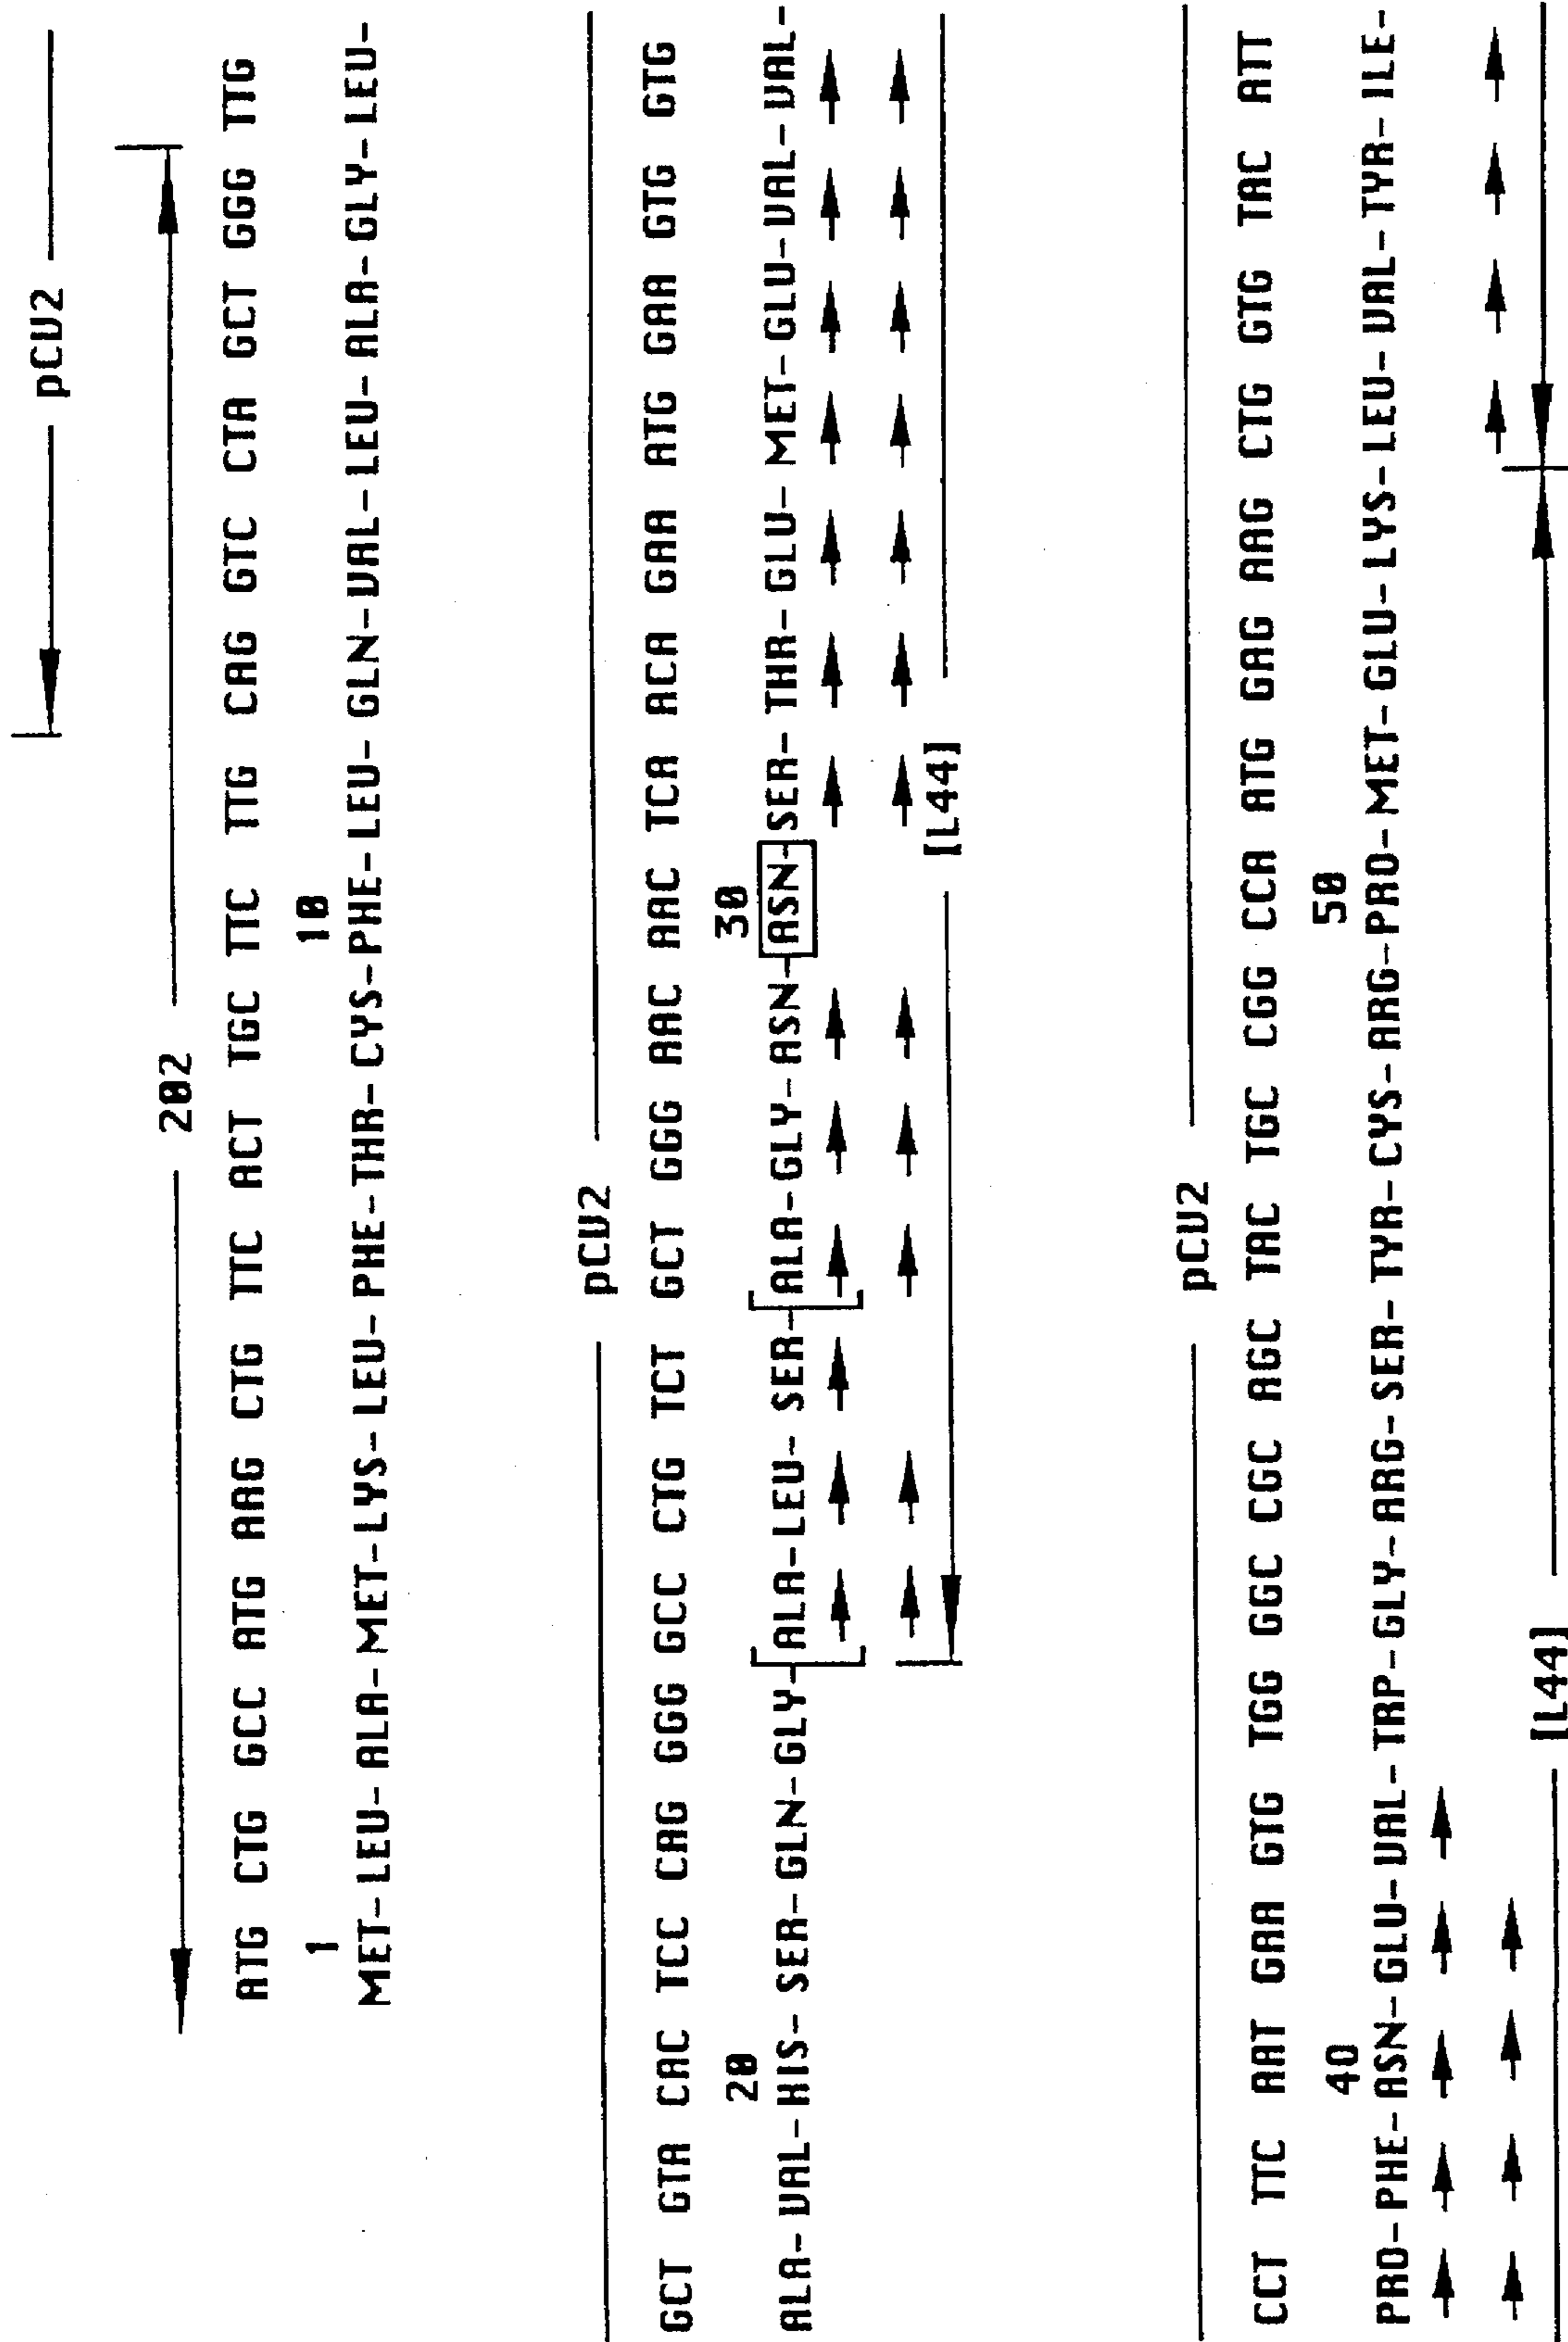 pCV2
202
ATG CTG GCC ATG AAG CTG TTC ACT TGC TTC TTG CAG GTC CTA GCT GGG TTG
1 10
MET-LEU-ALA-MET-LYS-LEU-PHE-THR-CYS-PHE-LEU-GLN-VAL-LEU-ALA-GLY-LEU-
pCV2
GCT GTA CAC TCC CAG GGG GCC CTG TCT GCT GGG AAC AAC TCA ACA GAA ATG GAA GTG GTG
20 30
ALA-VAL-HIS-SER-GLN-GLY-ALA-LEU-SER-ALA-GLY-ASN-ASN-SER-THR-GLU-MET-GLU-VAL-VAL-
[L44]
pCV2
CCT TTC AAT GAA GTG TGG GGC CGC AGC TAC TGC CGG CCA ATG GAG AAG CTG GTG TAC ATT
40 50
PRO-PHE-ASN-GLU-VAL-TRP-GLY-ARG-SER-TYR-CYS-ARG-PRO-MET-GLU-LYS-LEU-VAL-TYR-ILE-
[L44]